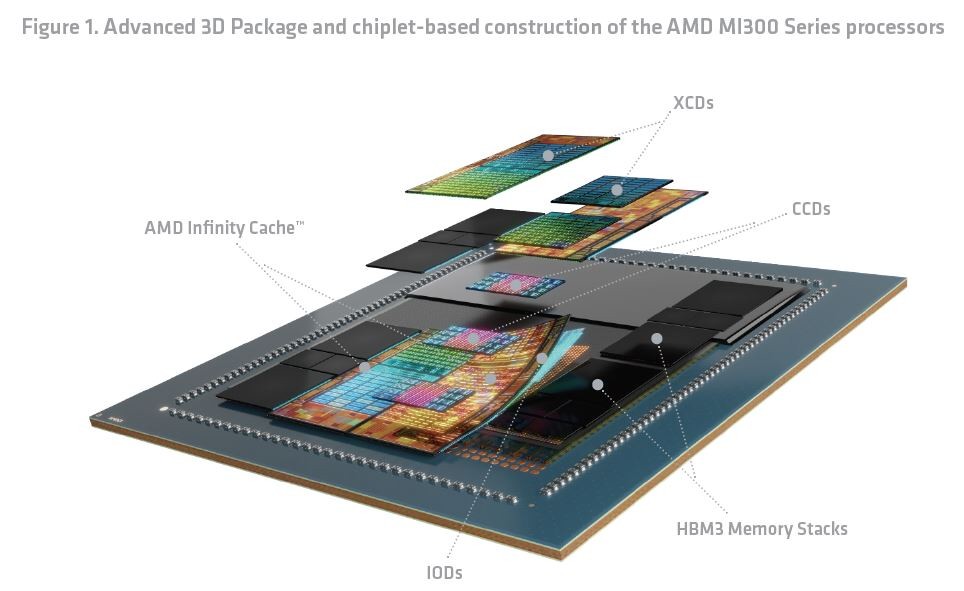 Figure 1. Advanced 3D Package and chiplet-based construction of the AMD MI300 Series processors
XCDs
CCDs
AMD Infinity Cache™
HBM3 Memory Stacks
IODs